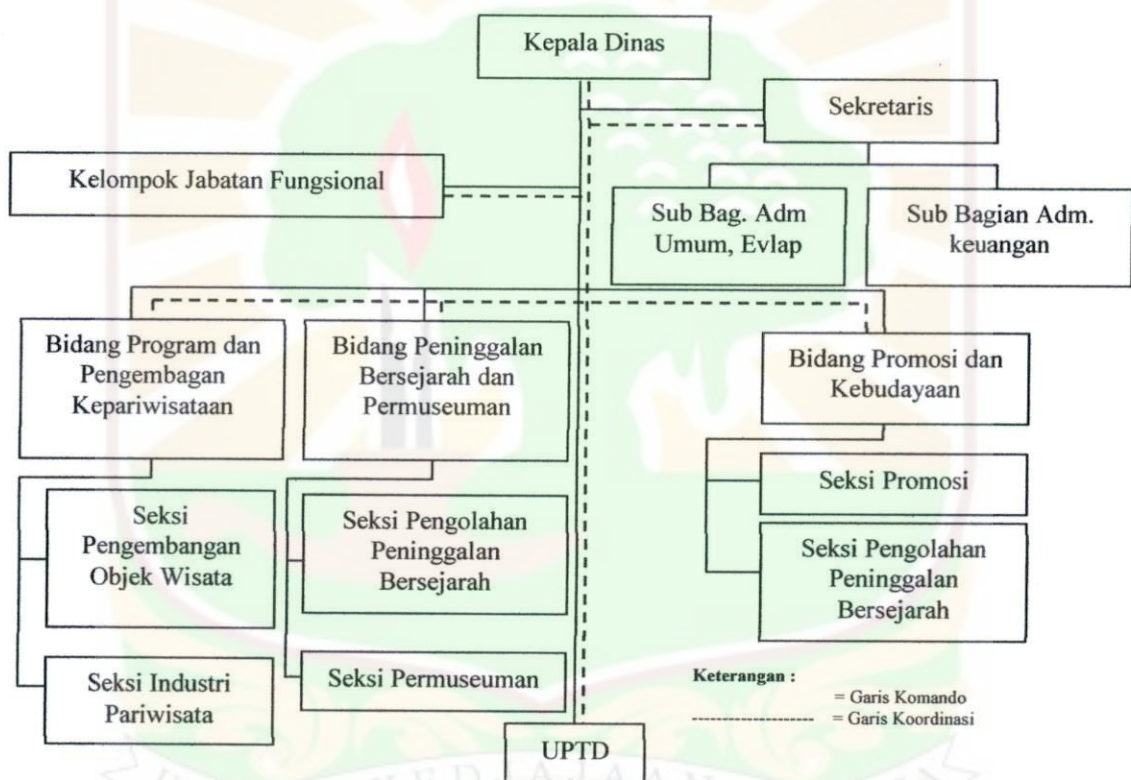 Kepala Dinas
Sekretaris
Kelompok Jabatan Fungsional
Sub Bag. Adm
Umum, Evlap
Sub Bagian Adm.
keuangan
Bidang Program dan
Pengembagan
Kepariwisataan
Bidang Peninggalan
Bersejarah dan
Permuseuman
Bidang Promosi dan
Kebudayaan
Seksi
Pengembangan
Objek Wisata
Seksi Pengolahan
Peninggalan
Bersejarah
Seksi Promosi
Seksi Pengolahan
Peninggalan
Bersejarah
Seksi Industri
Pariwisata
Seksi Permuseuman
Keterangan :
= Garis Komando
---------------------- = Garis Koordinasi
UPTD